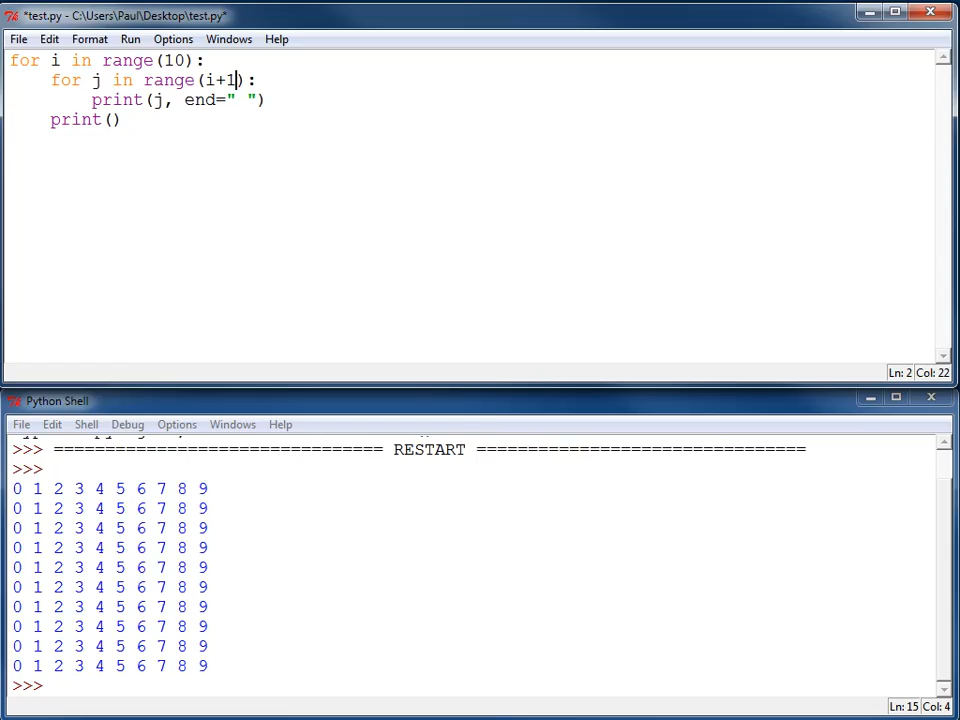 *test.py - C:\Users\Paul\Desktop\test.py*
File Edit Format Run Options Windows Help
for i in range(10):
    for j in range(i+1):
        print(j, end=" ")
    print()
Ln: 2 Col: 22
Python Shell
File Edit Shell Debug Options Windows Help
>>> ================================ RESTART ================================
>>>
0 1 2 3 4 5 6 7 8 9
0 1 2 3 4 5 6 7 8 9
0 1 2 3 4 5 6 7 8 9
0 1 2 3 4 5 6 7 8 9
0 1 2 3 4 5 6 7 8 9
0 1 2 3 4 5 6 7 8 9
0 1 2 3 4 5 6 7 8 9
0 1 2 3 4 5 6 7 8 9
0 1 2 3 4 5 6 7 8 9
0 1 2 3 4 5 6 7 8 9
>>>
Ln: 15 Col: 4